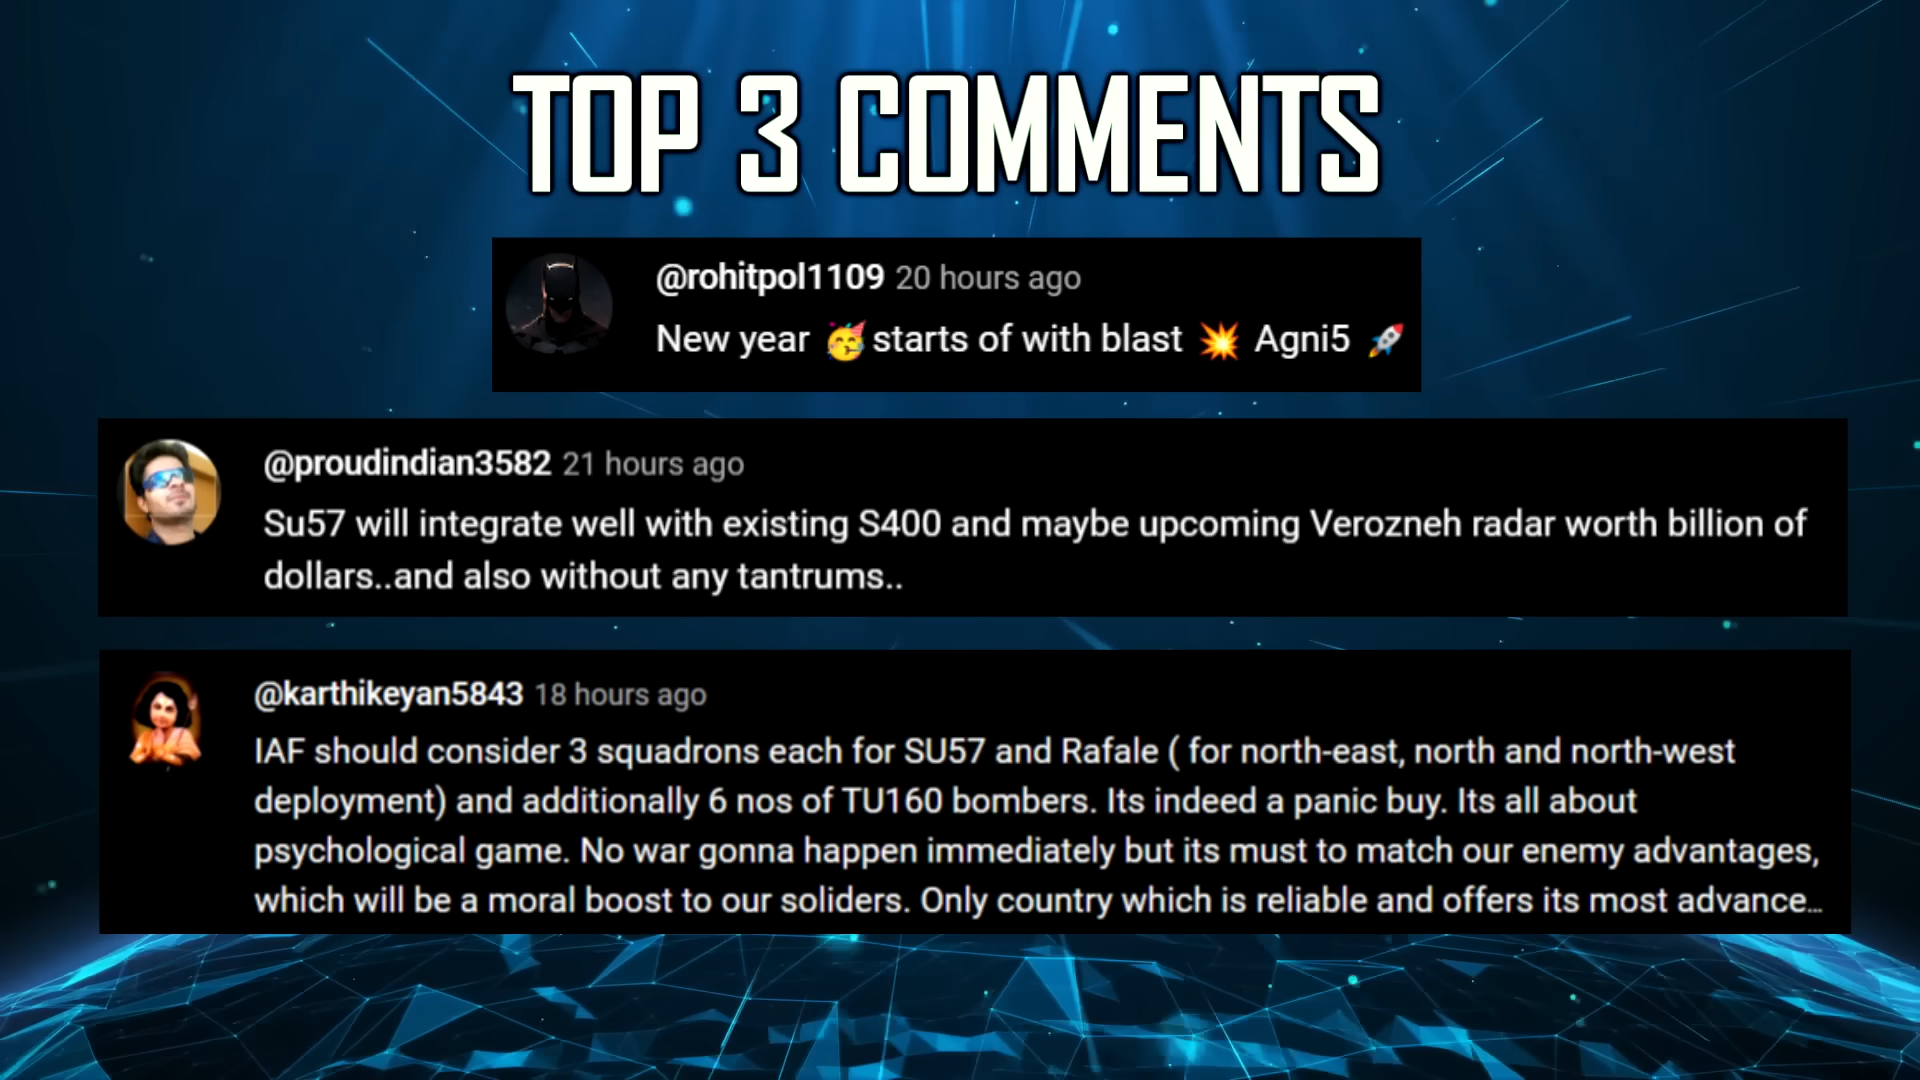 TOP 3 COMMENTS
@rohitpol1109 20 hours ago
New year 🥳 starts of with blast 💥 Agni5 🚀
@proudindian3582 21 hours ago
Su57 will integrate well with existing S400 and maybe upcoming Verozneh radar worth billion of
dollars..and also without any tantrums..
@karthikeyan5843 18 hours ago
IAF should consider 3 squadrons each for SU57 and Rafale ( for north-east, north and north-west
deployment) and additionally 6 nos of TU160 bombers. Its indeed a panic buy. Its all about
psychological game. No war gonna happen immediately but its must to match our enemy advantages,
which will be a moral boost to our soliders. Only country which is reliable and offers its most advance...